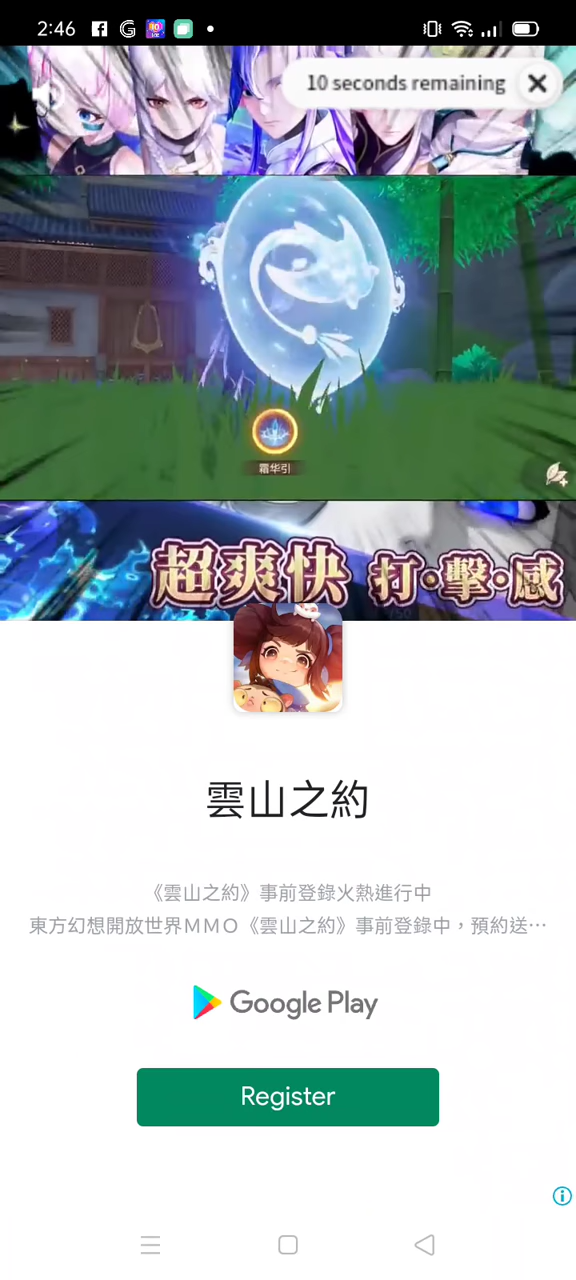 2:46
10 seconds remaining
霜华引
超爽快 打·擊·感
雲山之約
《雲山之約》事前登錄火熱進行中
東方幻想開放世界MMO《雲山之約》事前登錄中，預約送…
Google Play
Register